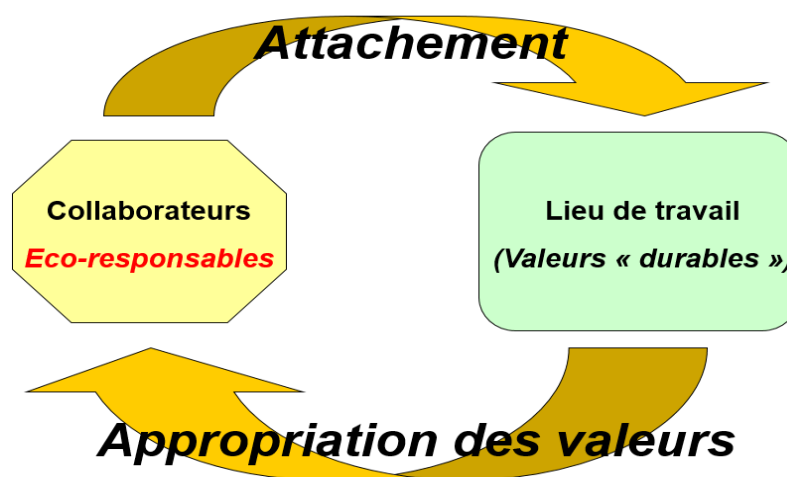 Attachement
Collaborateurs
Eco-responsables
Lieu de travail
(Valeurs « durables »)
Appropriation des valeurs